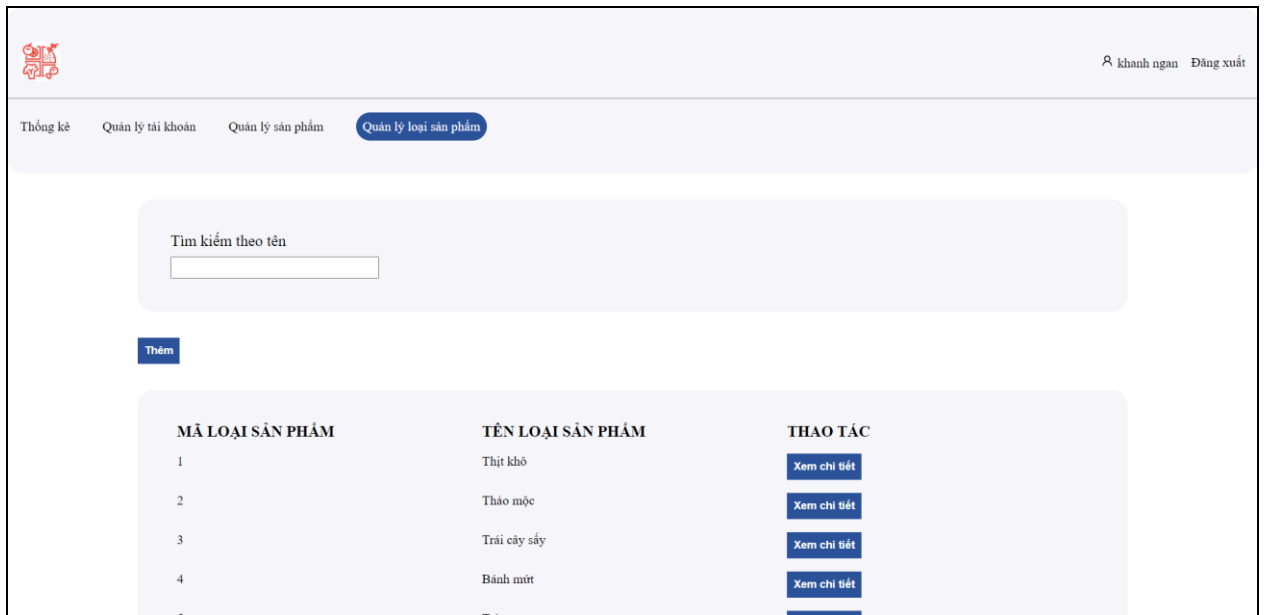 khanh ngan Đăng xuất
Thống kê Quản lý tài khoản Quản lý sản phẩm Quản lý loại sản phẩm
Tìm kiếm theo tên
Thêm
MÃ LOẠI SẢN PHẨM TÊN LOẠI SẢN PHẨM THAO TÁC
1 Thịt khô Xem chi tiết
2 Thảo mộc Xem chi tiết
3 Trái cây sấy Xem chi tiết
4 Bánh mứt Xem chi tiết